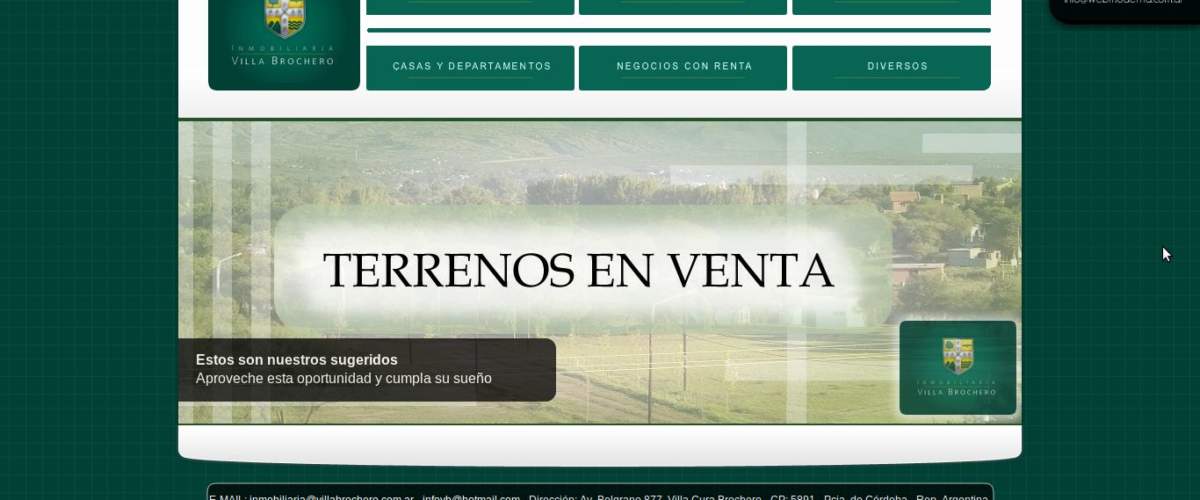 info@webmoderna.com.ar
INMOBILIARIA
VILLA BROCHERO
CASAS Y DEPARTAMENTOS
NEGOCIOS CON RENTA
DIVERSOS
TERRENOS EN VENTA
Estos son nuestros sugeridos
Aproveche esta oportunidad y cumpla su sueño
INMOBILIARIA
VILLA BROCHERO
E-MAIL: inmobiliaria@villabrochero.com.ar - infovb@hotmail.com - Dirección: Av. Belgrano 877, Villa Cura Brochero - CP: 5891 - Pcia. de Córdoba - Rep. Argentina